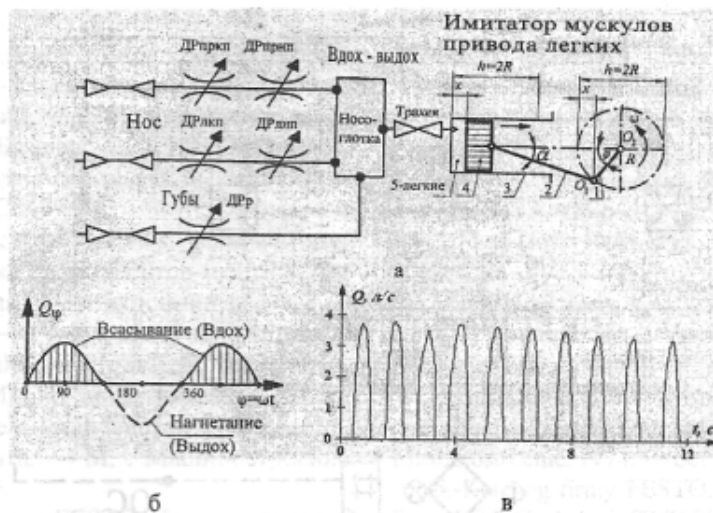 Имитатор мускулов
привода легких
ДРпркп
ДРпрнп
Вдох - выдох
h=2R
h=2R
x
x
Нос
Носо-
глотка
Трахея
ω
O₂
R
ДРлкп
ДРлнп
α
O₁
5-легкие
4
3
2
1
Губы
ДРр
а
Qφ
Всасывание (Вдох)
0
90
180
360
φ=ωt
Нагнетание
(Выдох)
Q, л/с
4
3
2
1
0
4
8
12
t, с
б
в